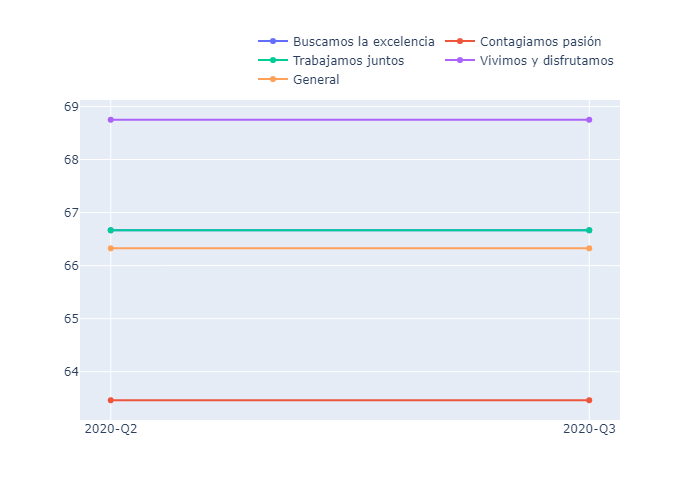 Buscamos la excelencia Contagiamos pasión
Trabajamos juntos Vivimos y disfrutamos
General
69
68
67
66
65
64
2020-Q2 2020-Q3